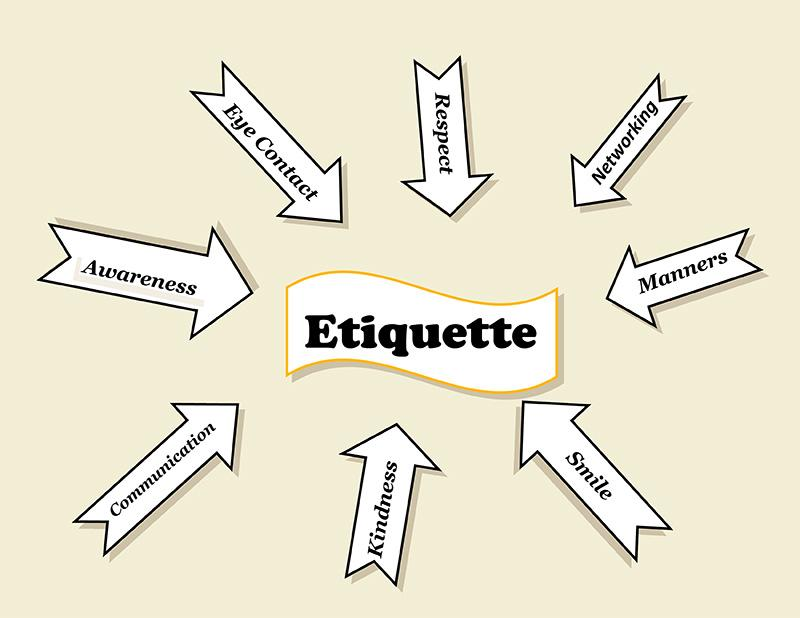 Eye Contact
Respect
Networking
Awareness
Manners
Etiquette
Communication
Kindness
Smile